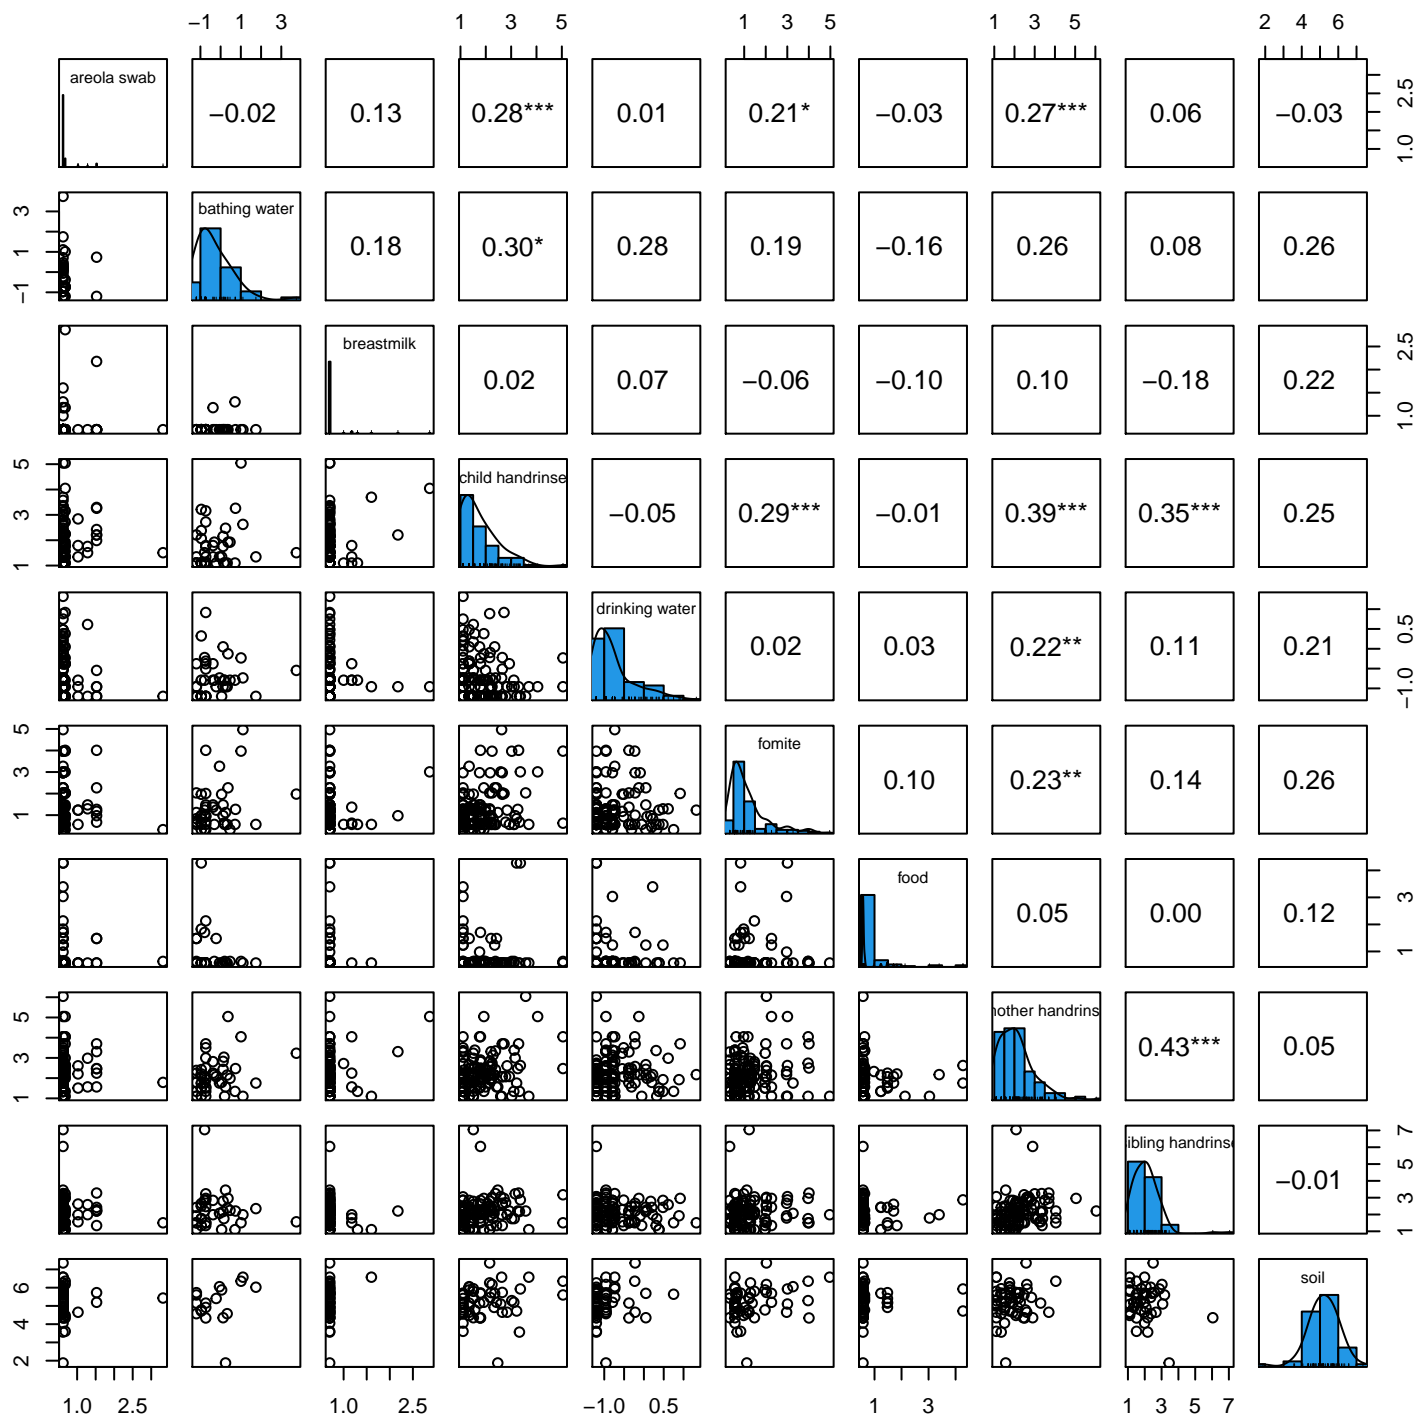 −1 1 3 1 3 5 1 3 5 1 3 5 2 4 6
areola swab
−0.02 0.13 0.28*** 0.01 0.21* −0.03 0.27*** 0.06 −0.03
1.0 2.5
3 1 −1
bathing water
0.18 0.30* 0.28 0.19 −0.16 0.26 0.08 0.26
breastmilk
0.02 0.07 −0.06 −0.10 0.10 −0.18 0.22
1.0 2.5
5 3 1
child handrinse
−0.05 0.29*** −0.01 0.39*** 0.35*** 0.25
drinking water
0.02 0.03 0.22** 0.11 0.21
−1.0 0.5
5 3 1
fomite
0.10 0.23** 0.14 0.26
food
0.05 0.00 0.12
3 1
5 3 1
nother handrins
0.43*** 0.05
ibling handrinse
−0.01
7 5 3 1
6 4 2
soil
1.0 2.5 1.0 2.5 −1.0 0.5 1 3 1 3 5 7